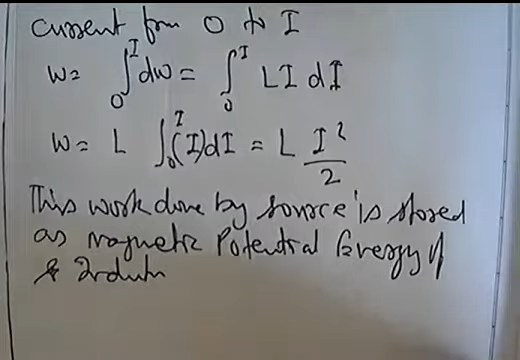 current from 0 to I
W= ∫₀ᴵ dw = ∫₀ᴵ LI dI
W= L ∫₀ᴵ (I)dI = L I²/2
This work done by source is stored
as magnetic Potential Energy of